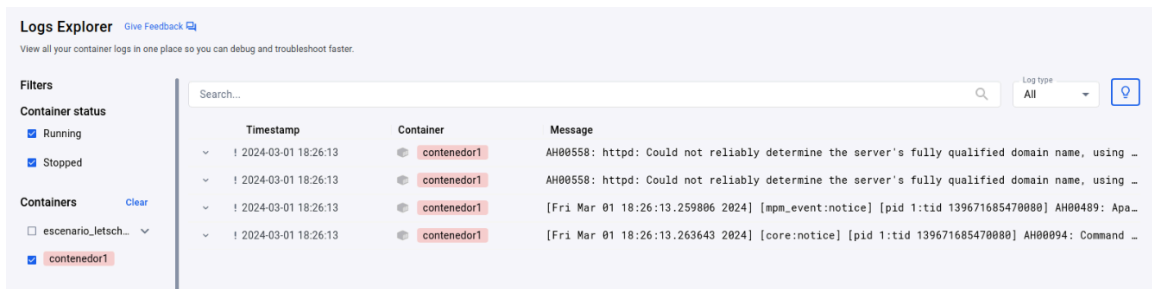 Logs Explorer Give Feedback
View all your container logs in one place so you can debug and troubleshoot faster.
Filters
Container status
Running
Stopped
Containers Clear
escenario_letsch...
contenedor1
Search...
Log type
All
Timestamp Container Message
! 2024-03-01 18:26:13 contenedor1 AH00558: httpd: Could not reliably determine the server's fully qualified domain name, using …
! 2024-03-01 18:26:13 contenedor1 AH00558: httpd: Could not reliably determine the server's fully qualified domain name, using …
! 2024-03-01 18:26:13 contenedor1 [Fri Mar 01 18:26:13.259806 2024] [mpm_event:notice] [pid 1:tid 139671685470080] AH00489: Apa…
! 2024-03-01 18:26:13 contenedor1 [Fri Mar 01 18:26:13.263643 2024] [core:notice] [pid 1:tid 139671685470080] AH00094: Command …